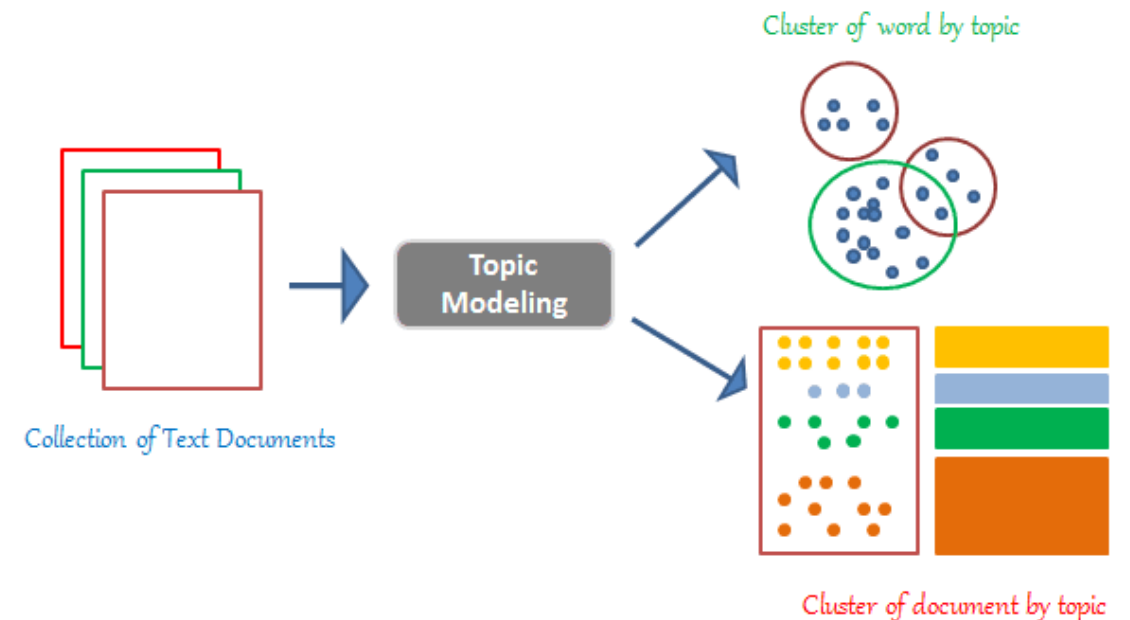 Cluster of word by topic
Topic
Modeling
Collection of Text Documents
Cluster of document by topic